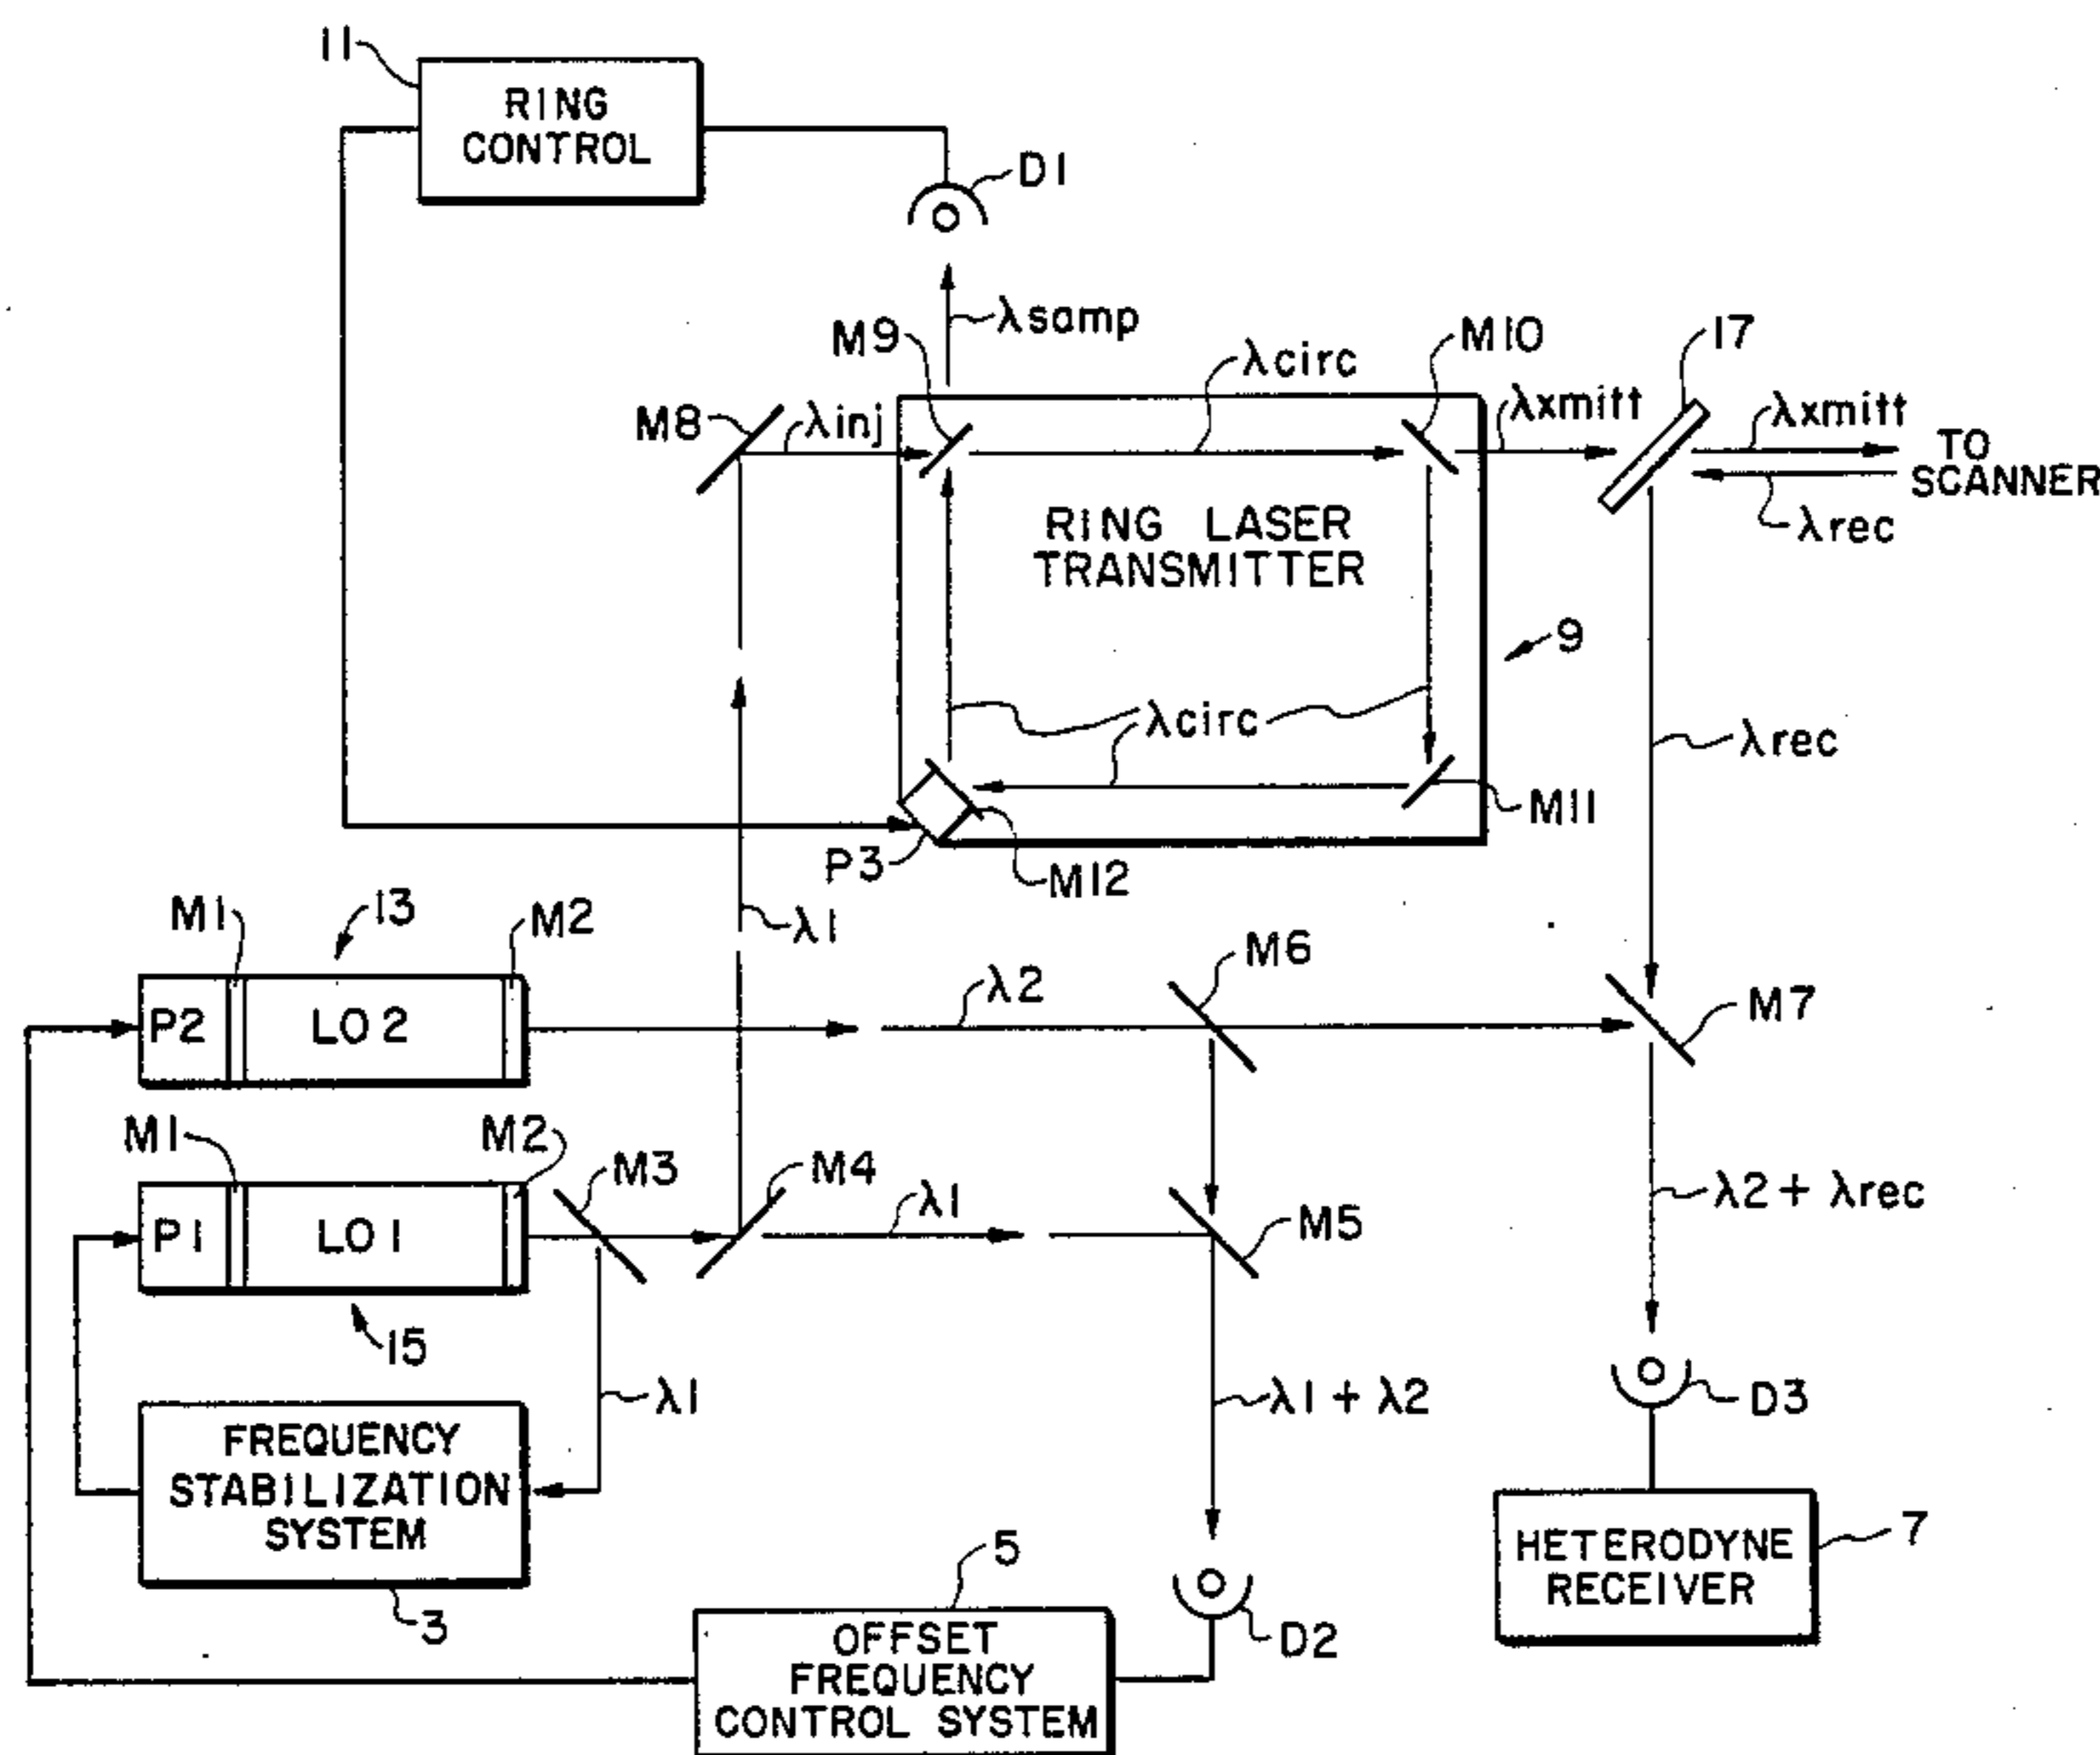 11
RING
CONTROL
D1
λsamp
M9
M10
17
λcirc
M8
λinj
λxmitt
λxmitt
TO
SCANNER
λrec
RING LASER
TRANSMITTER
9
λcirc
λrec
M11
P3
M12
M1
13
M2
λ1
M6
λ2
M7
P2
LO2
M1
M2
M3
M4
λ1
P1
LO1
M5
λ2 + λrec
15
λ1
λ1 + λ2
D3
FREQUENCY
STABILIZATION
SYSTEM
3
5
HETERODYNE
RECEIVER
7
D2
OFFSET
FREQUENCY
CONTROL SYSTEM